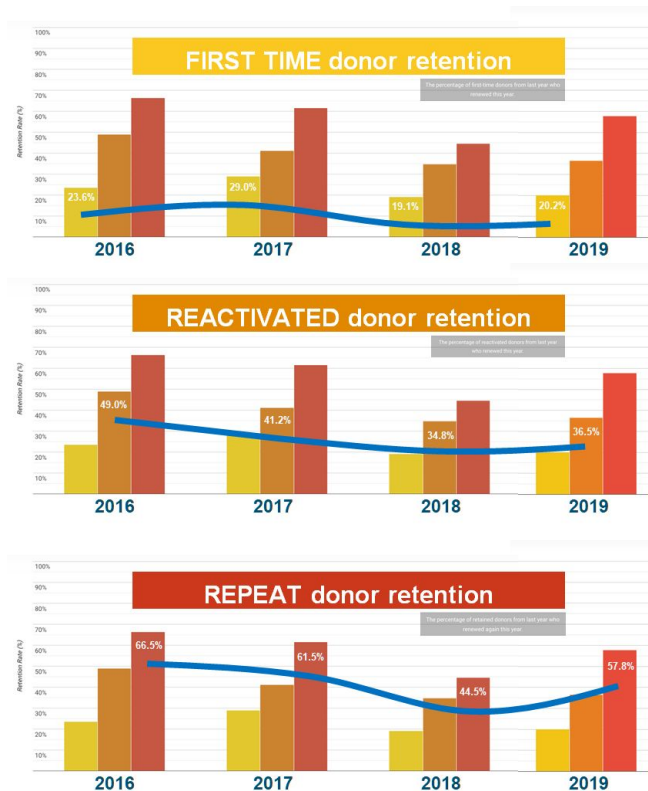 100%
FIRST TIME donor retention
90%
80%
The percentage of first-time donors from last year who
renewed this year
70%
60%
50%
40%
30%
20%
10%
Retention Rate (%)
23.6%
29.0%
19.1%
20.2%
2016 2017 2018 2019
100%
REACTIVATED donor retention
90%
80%
The percentage of reactivated donors from last year
who renewed this year
70%
60%
50%
40%
30%
20%
10%
Retention Rate (%)
49.0%
41.2%
34.8%
36.5%
2016 2017 2018 2019
100%
REPEAT donor retention
90%
80%
The percentage of retained donors from last year who
renewed again this year
70%
60%
50%
40%
30%
20%
10%
Retention Rate (%)
66.5%
61.5%
44.5%
57.8%
2016 2017 2018 2019